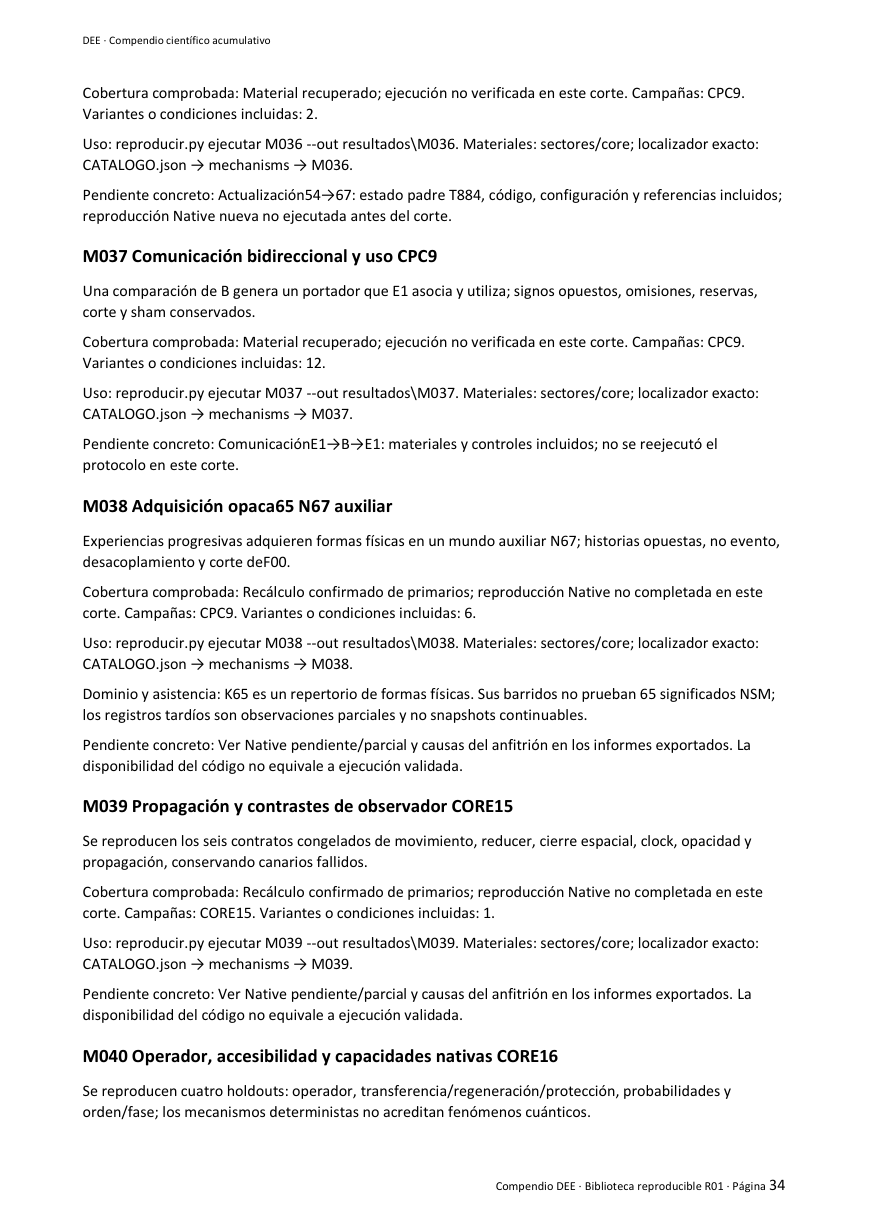 DEE · Compendio científico acumulativo
Cobertura comprobada: Material recuperado; ejecución no verificada en este corte. Campañas: CPC9.
Variantes o condiciones incluidas: 2.
Uso: reproducir.py ejecutar M036 --out resultados\M036. Materiales: sectores/core; localizador exacto:
CATALOGO.json → mechanisms → M036.
Pendiente concreto: Actualización54→67: estado padre T884, código, configuración y referencias incluidos;
reproducción Native nueva no ejecutada antes del corte.
M037 Comunicación bidireccional y uso CPC9
Una comparación de B genera un portador que E1 asocia y utiliza; signos opuestos, omisiones, reservas,
corte y sham conservados.
Cobertura comprobada: Material recuperado; ejecución no verificada en este corte. Campañas: CPC9.
Variantes o condiciones incluidas: 12.
Uso: reproducir.py ejecutar M037 --out resultados\M037. Materiales: sectores/core; localizador exacto:
CATALOGO.json → mechanisms → M037.
Pendiente concreto: ComunicaciónE1→B→E1: materiales y controles incluidos; no se reejecutó el
protocolo en este corte.
M038 Adquisición opaca65 N67 auxiliar
Experiencias progresivas adquieren formas físicas en un mundo auxiliar N67; historias opuestas, no evento,
desacoplamiento y corte deF00.
Cobertura comprobada: Recálculo confirmado de primarios; reproducción Native no completada en este
corte. Campañas: CPC9. Variantes o condiciones incluidas: 6.
Uso: reproducir.py ejecutar M038 --out resultados\M038. Materiales: sectores/core; localizador exacto:
CATALOGO.json → mechanisms → M038.
Dominio y asistencia: K65 es un repertorio de formas físicas. Sus barridos no prueban 65 significados NSM;
los registros tardíos son observaciones parciales y no snapshots continuables.
Pendiente concreto: Ver Native pendiente/parcial y causas del anfitrión en los informes exportados. La
disponibilidad del código no equivale a ejecución validada.
M039 Propagación y contrastes de observador CORE15
Se reproducen los seis contratos congelados de movimiento, reducer, cierre espacial, clock, opacidad y
propagación, conservando canarios fallidos.
Cobertura comprobada: Recálculo confirmado de primarios; reproducción Native no completada en este
corte. Campañas: CORE15. Variantes o condiciones incluidas: 1.
Uso: reproducir.py ejecutar M039 --out resultados\M039. Materiales: sectores/core; localizador exacto:
CATALOGO.json → mechanisms → M039.
Pendiente concreto: Ver Native pendiente/parcial y causas del anfitrión en los informes exportados. La
disponibilidad del código no equivale a ejecución validada.
M040 Operador, accesibilidad y capacidades nativas CORE16
Se reproducen cuatro holdouts: operador, transferencia/regeneración/protección, probabilidades y
orden/fase; los mecanismos deterministas no acreditan fenómenos cuánticos.
Compendio DEE · Biblioteca reproducible R01 · Página 34